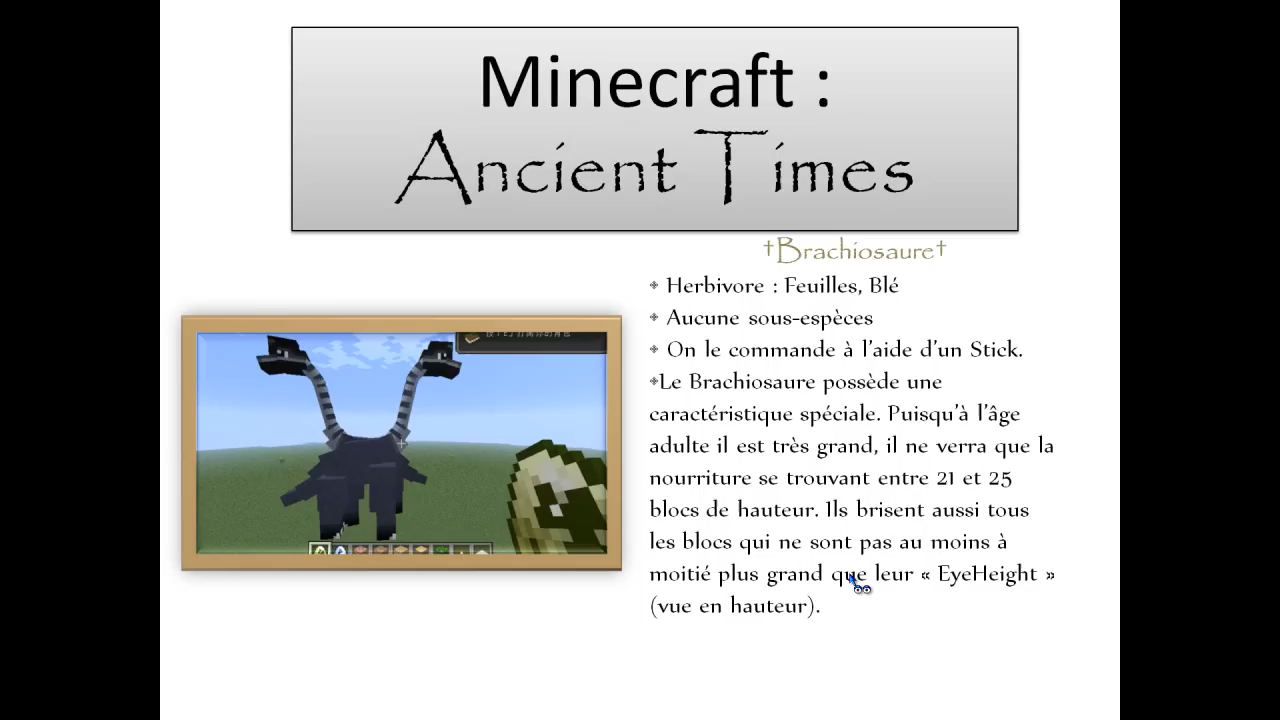 Minecraft :
Ancient Times
†Brachiosaure†
Herbivore : Feuilles, Blé
Aucune sous-espèces
On le commande à l’aide d’un Stick.
Le Brachiosaure possède une
caractéristique spéciale. Puisqu’à l’âge
adulte il est très grand, il ne verra que la
nourriture se trouvant entre 21 et 25
blocs de hauteur. Ils brisent aussi tous
les blocs qui ne sont pas au moins à
moitié plus grand que leur « EyeHeight »
(vue en hauteur).